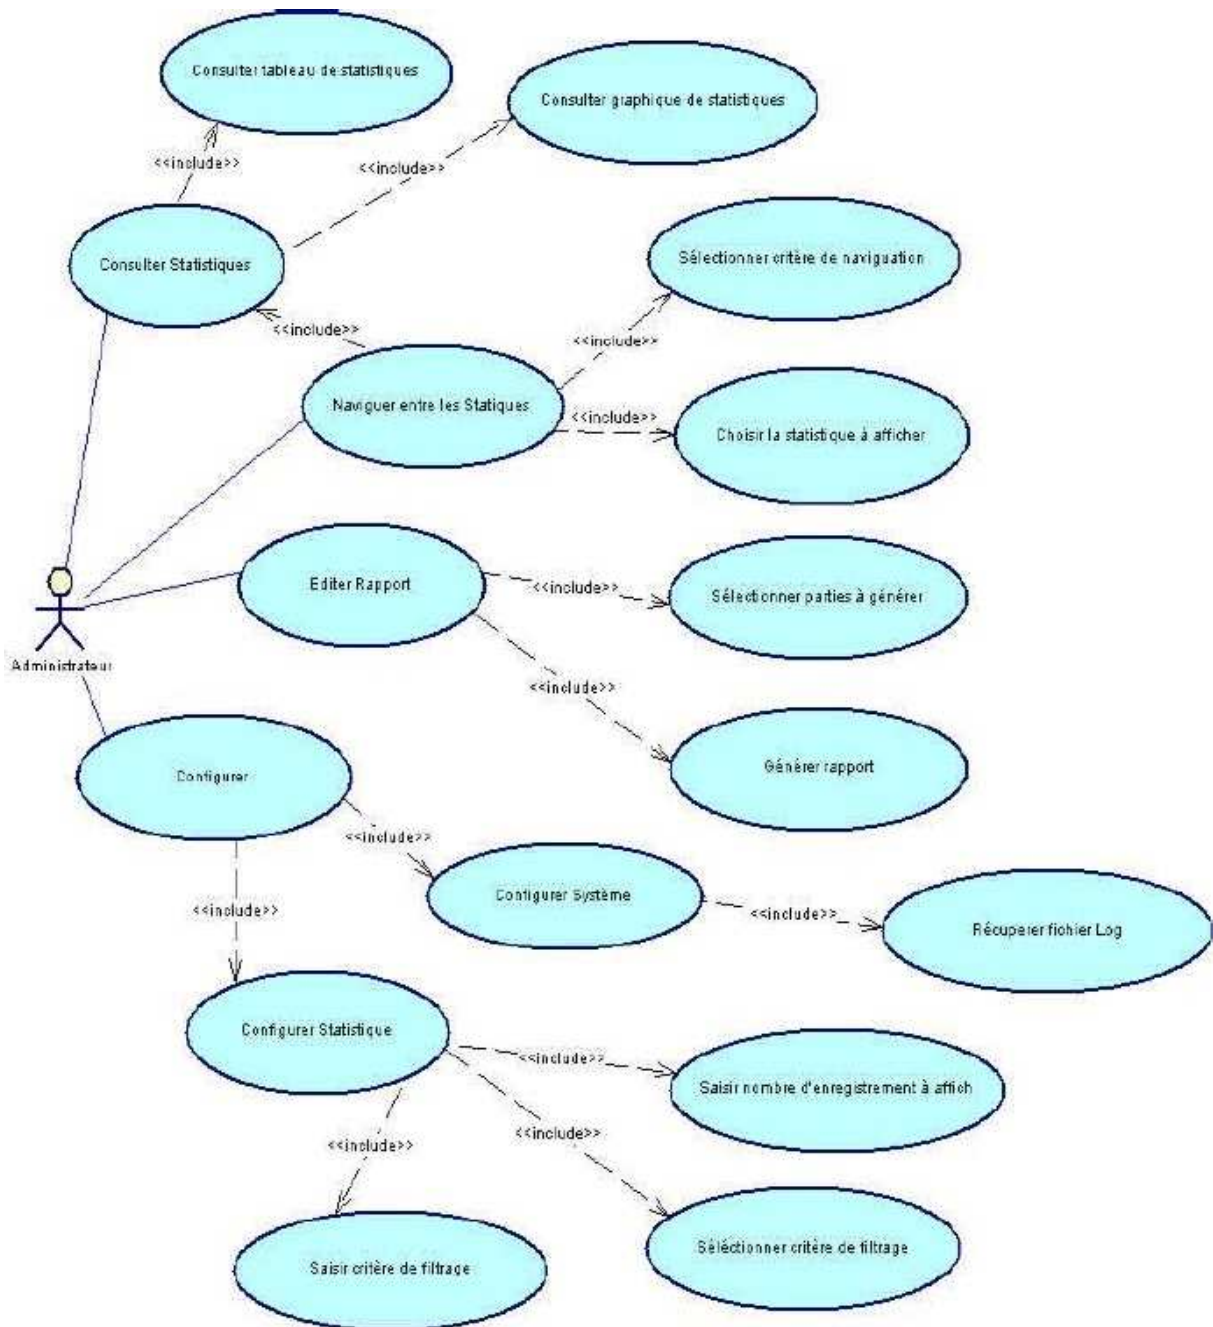 Consulter tableau de statistiques
Consulter graphique de statistiques
<<include>>
<<include>>
Consulter Statistiques
Sélectionner critère de naviguation
<<include>>
<<include>>
Naviguer entre les Statiques
<<include>>
Choisir la statistique à afficher
Editer Rapport
<<include>>
Sélectionner parties à générer
Administrateur
<<include>>
Générer rapport
Configurer
<<include>>
Configurer Système
<<include>>
<<include>>
Récuperer fichier Log
Configurer Statistique
<<include>>
Saisir nombre d'enregistrement à affich
<<include>>
<<include>>
Séléctionner critère de filtrage
Saisir critère de filtrage